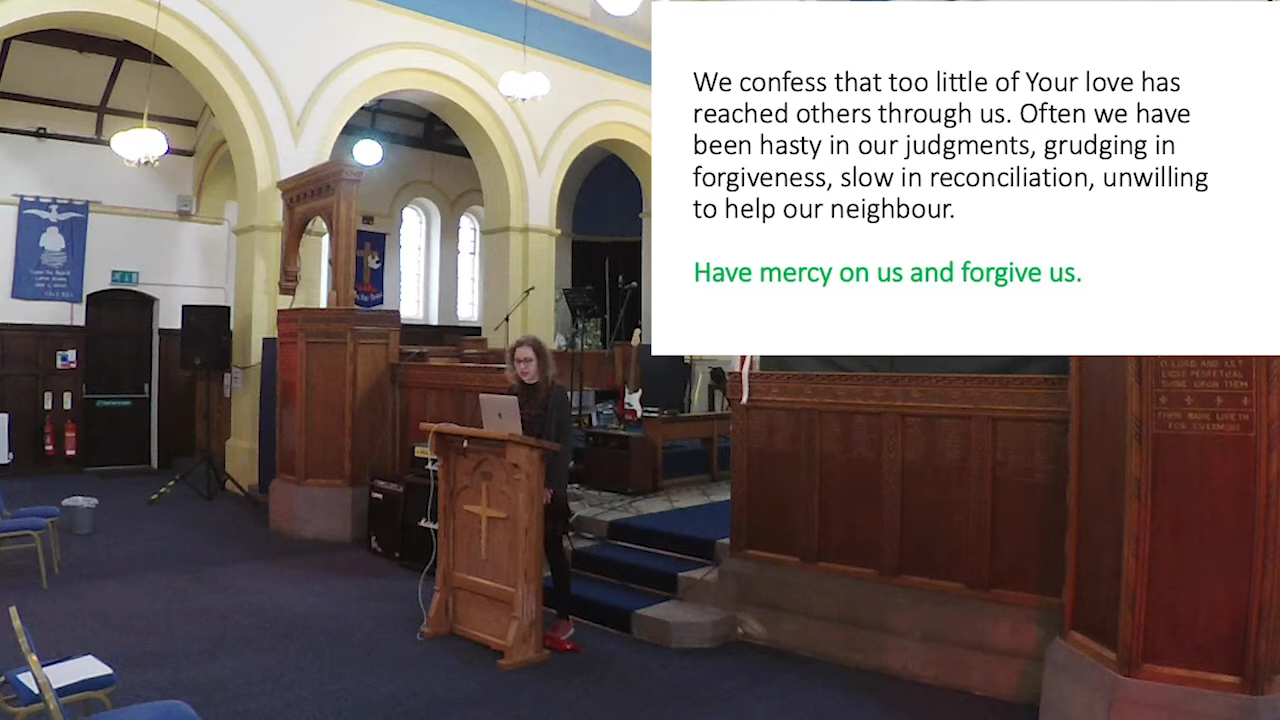 We confess that too little of Your love has
reached others through us. Often we have
been hasty in our judgments, grudging in
forgiveness, slow in reconciliation, unwilling
to help our neighbour.
Have mercy on us and forgive us.
O LORD AND LET
LIGHT PERPETUAL
SHINE UPON THEM
THEIR NAME LIVETH
FOR EVERMORE